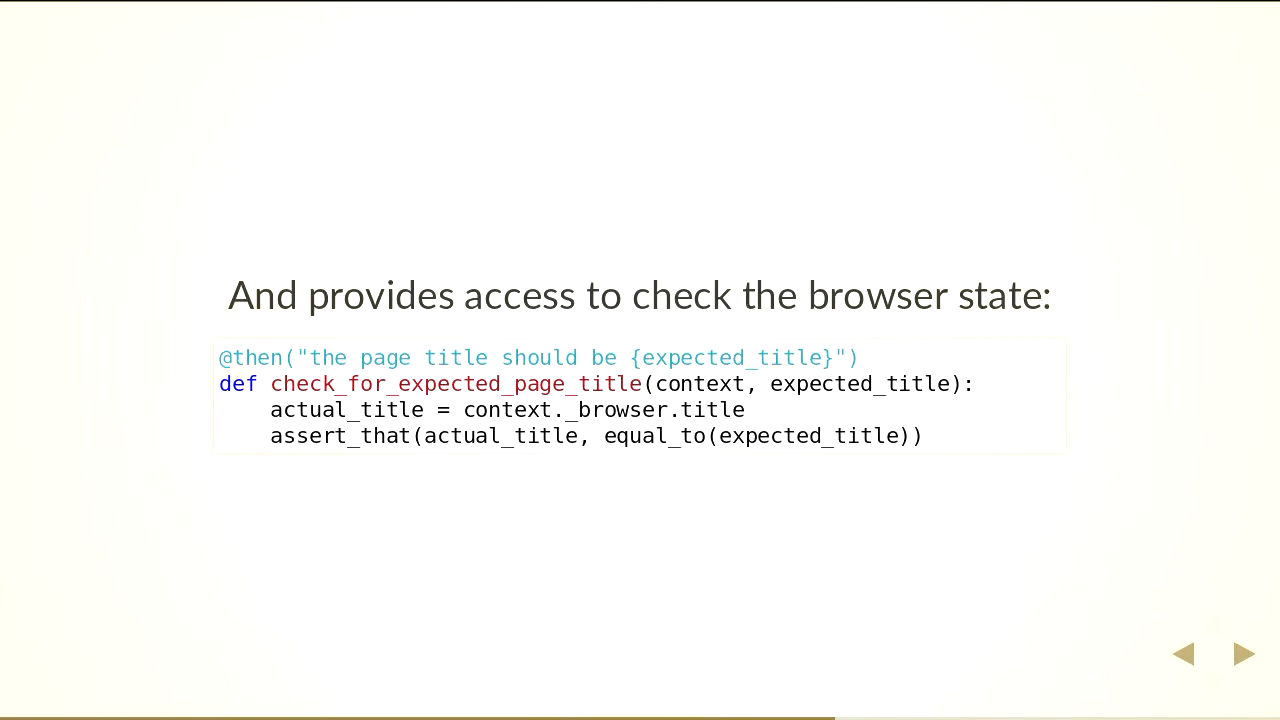 And provides access to check the browser state:
@then("the page title should be {expected_title}")
def check_for_expected_page_title(context, expected_title):
    actual_title = context._browser.title
    assert_that(actual_title, equal_to(expected_title))